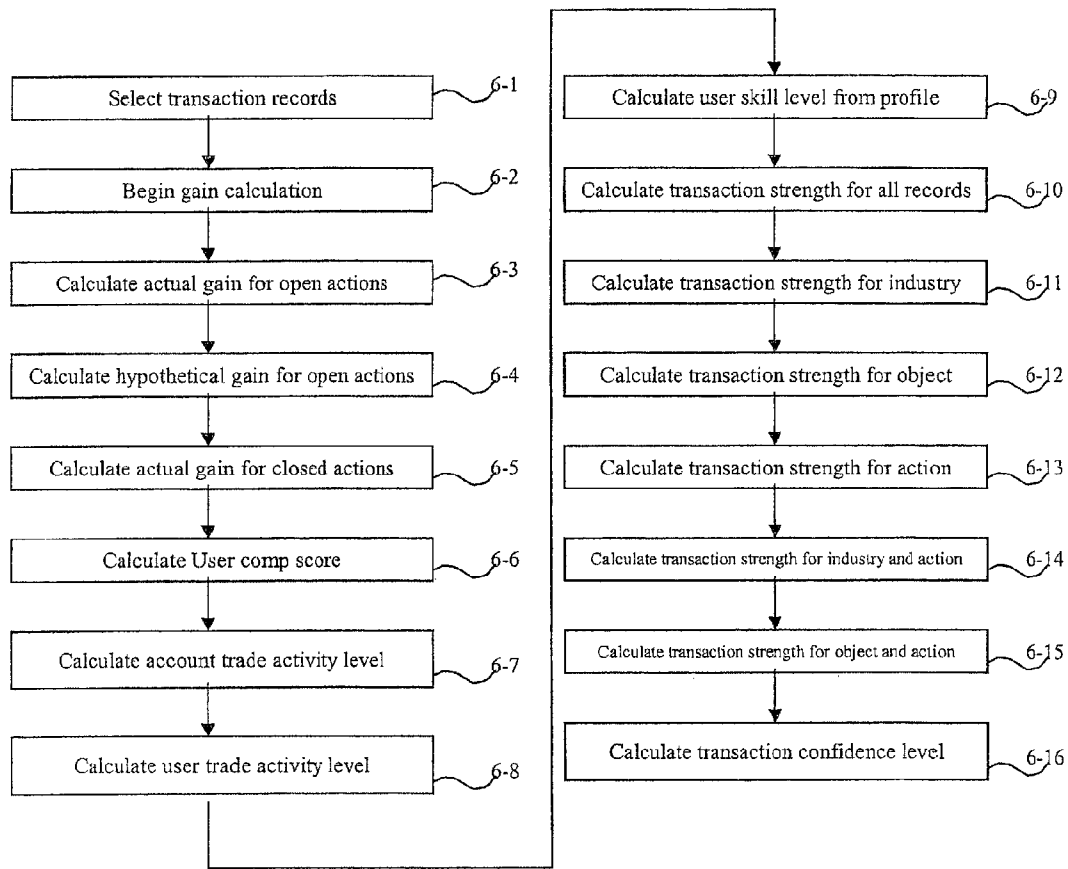 Select transaction records
6-1
Begin gain calculation
6-2
Calculate actual gain for open actions
6-3
Calculate hypothetical gain for open actions
6-4
Calculate actual gain for closed actions
6-5
Calculate User comp score
6-6
Calculate account trade activity level
6-7
Calculate user trade activity level
6-8
Calculate user skill level from profile
6-9
Calculate transaction strength for all records
6-10
Calculate transaction strength for industry
6-11
Calculate transaction strength for object
6-12
Calculate transaction strength for action
6-13
Calculate transaction strength for industry and action
6-14
Calculate transaction strength for object and action
6-15
Calculate transaction confidence level
6-16